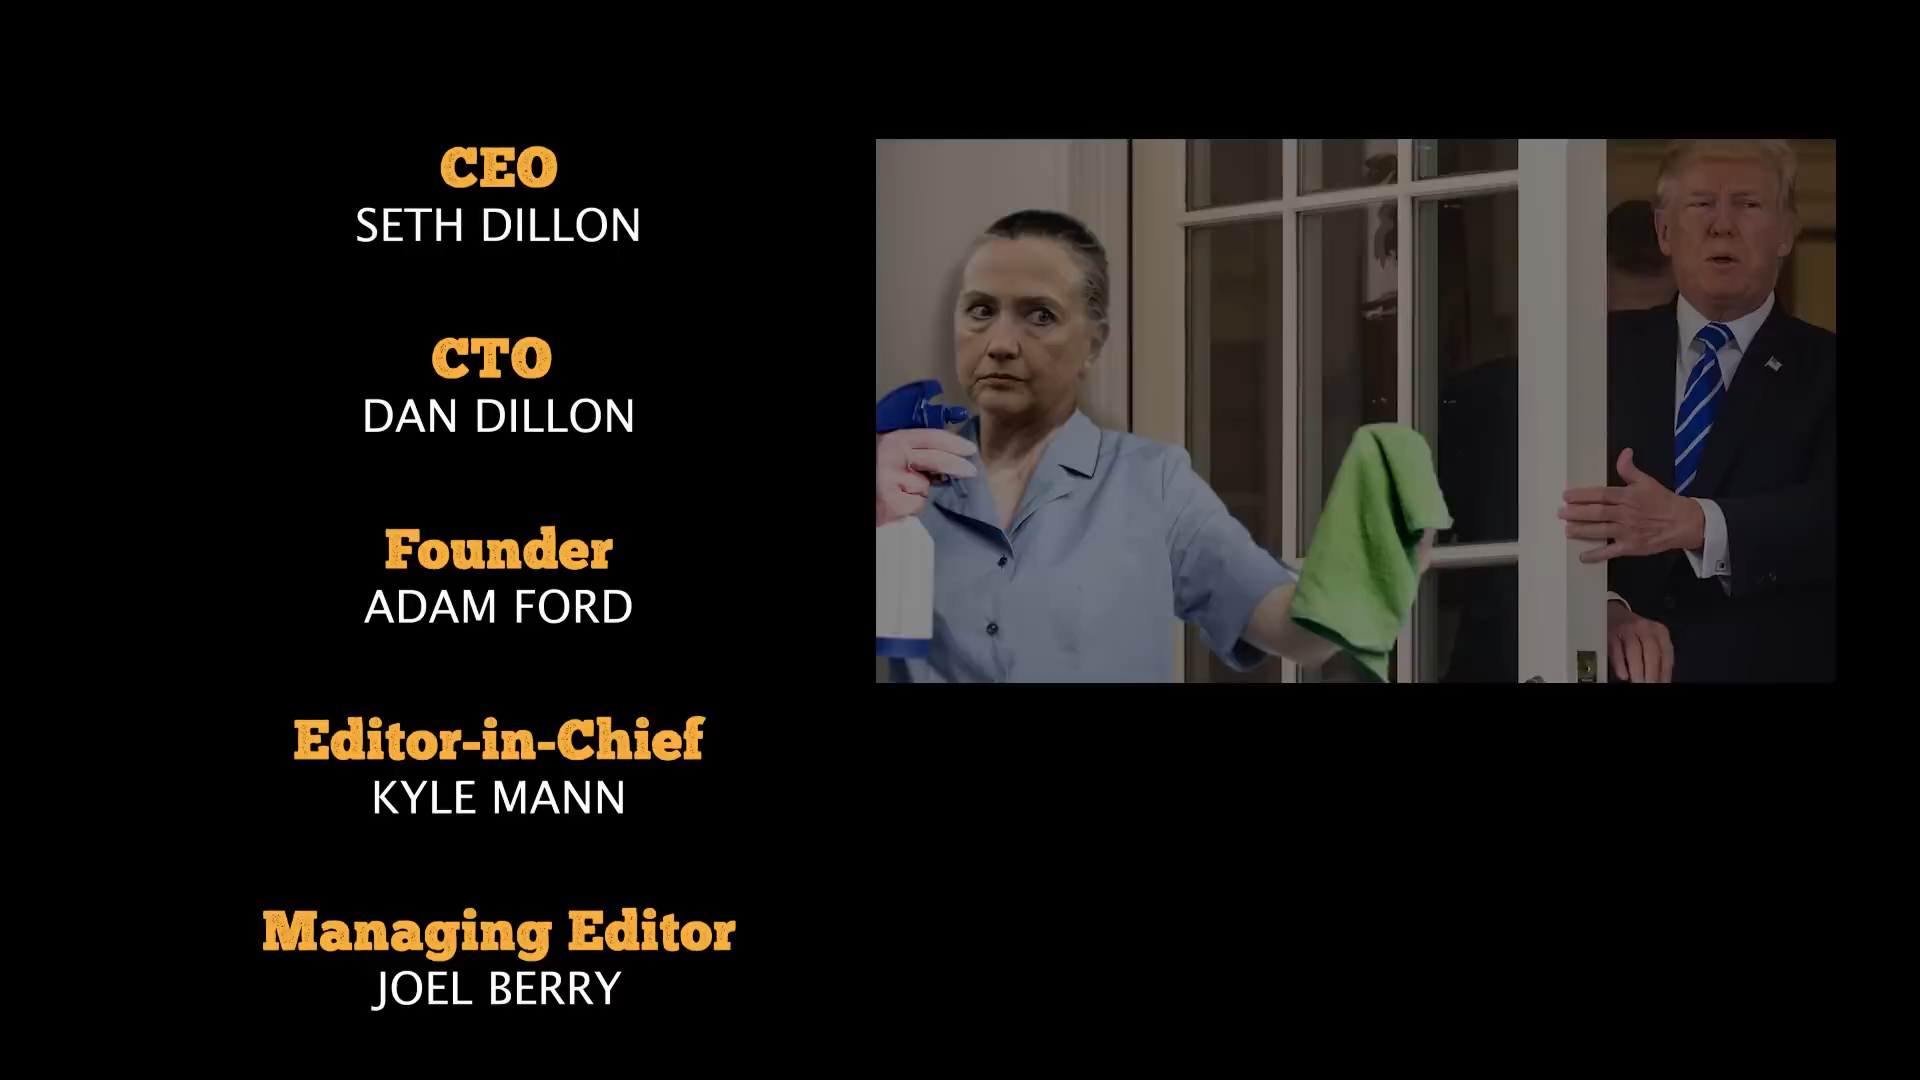 CEO
SETH DILLON
CTO
DAN DILLON
Founder
ADAM FORD
Editor-in-Chief
KYLE MANN
Managing Editor
JOEL BERRY